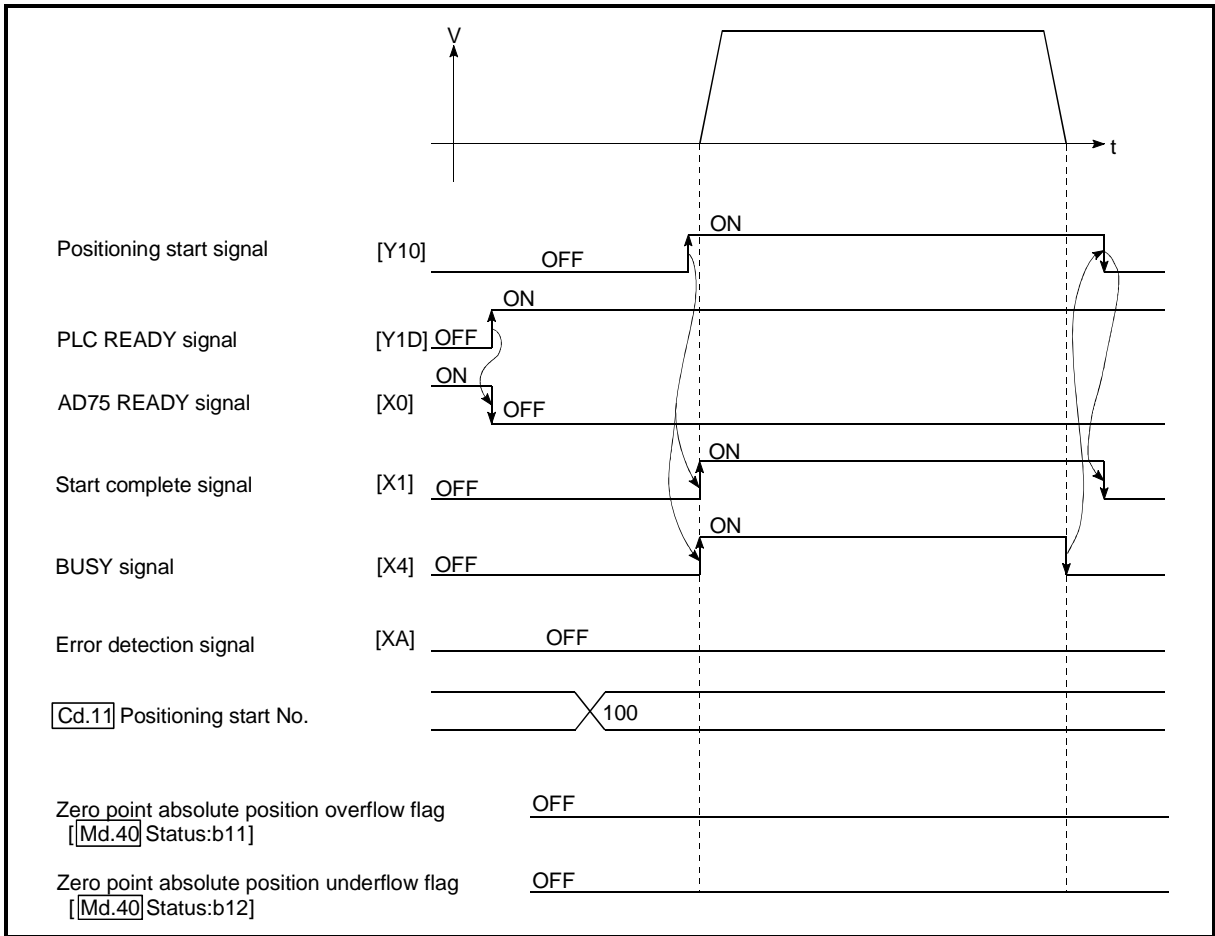 V
t
Positioning start signal [Y10] OFF ON
PLC READY signal [Y1D] OFF ON
AD75 READY signal [X0] ON OFF
Start complete signal [X1] OFF ON
BUSY signal [X4] OFF ON
Error detection signal [XA] OFF
Cd.11 Positioning start No. 100
Zero point absolute position overflow flag OFF
[ Md.40 Status:b11]
Zero point absolute position underflow flag OFF
[ Md.40 Status:b12]